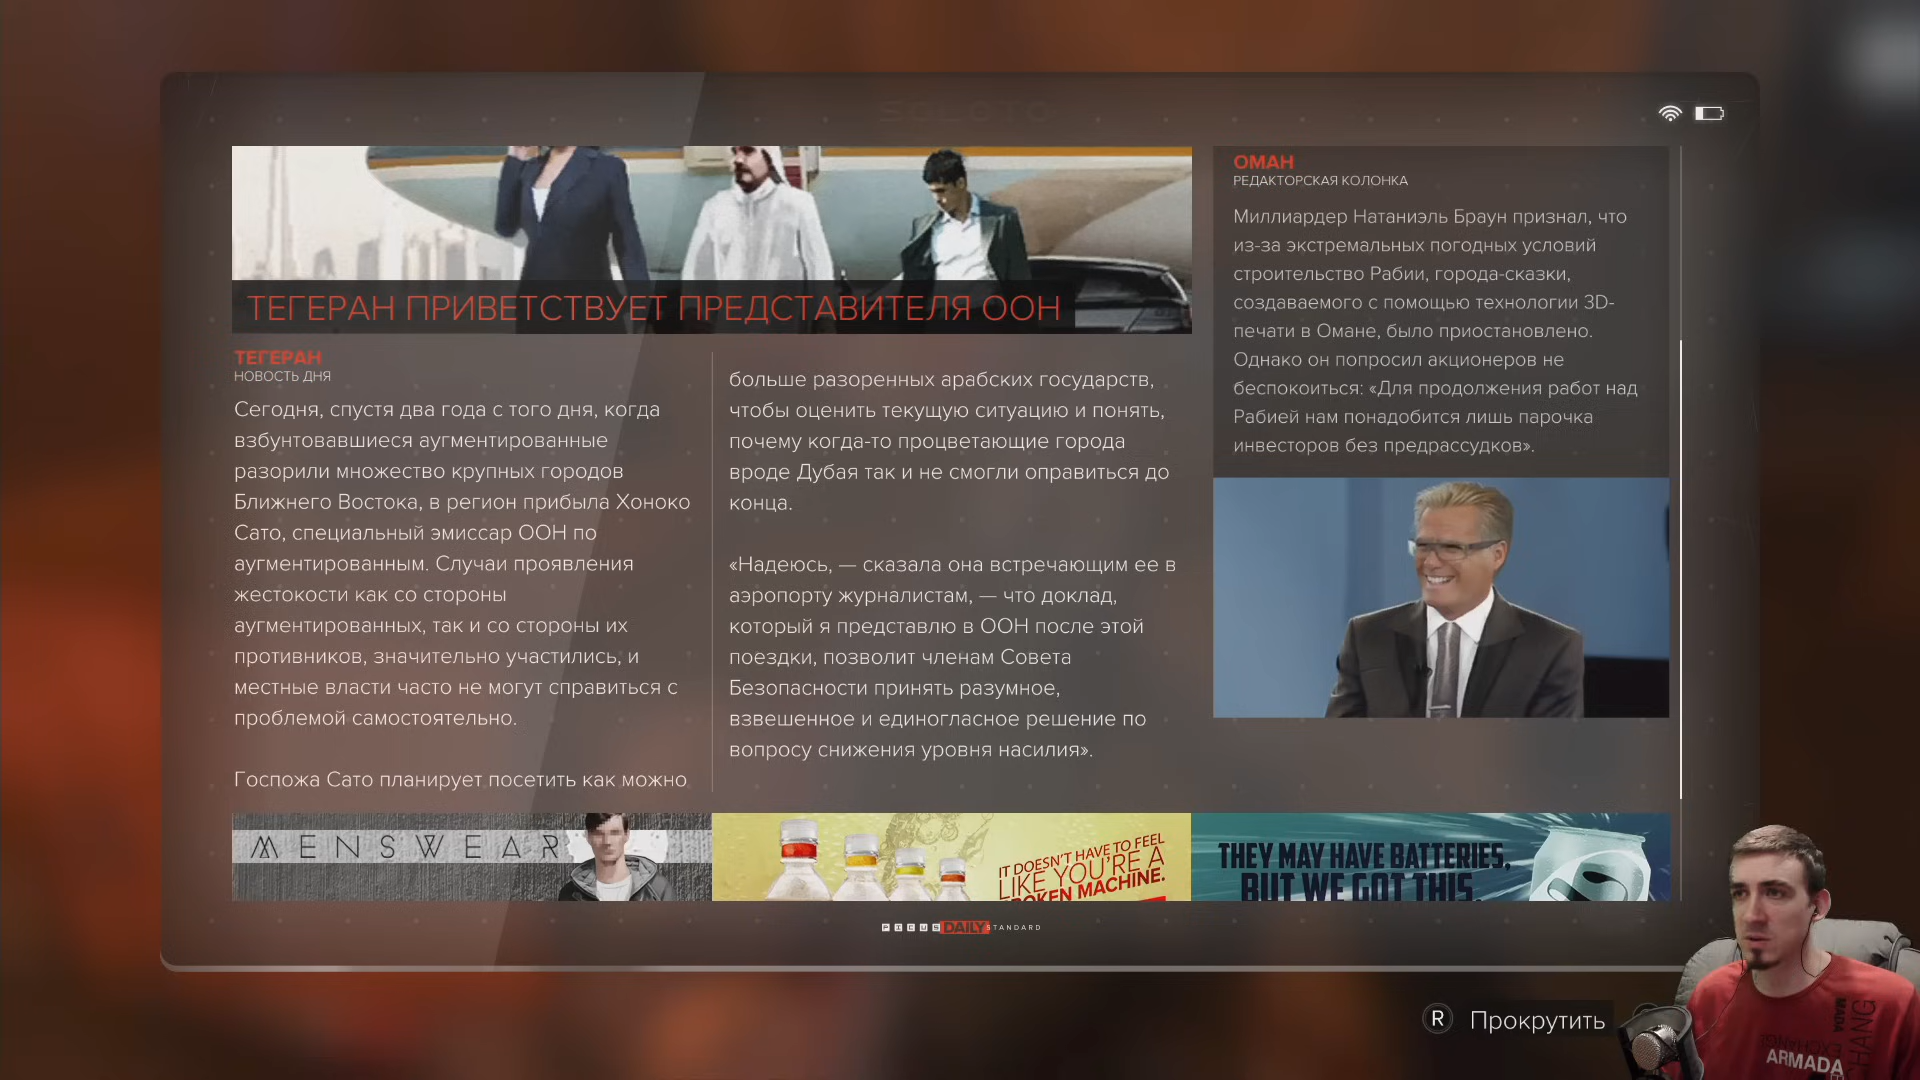 SOLOTO
ТЕГЕРАН ПРИВЕТСТВУЕТ ПРЕДСТАВИТЕЛЯ ООН
ТЕГЕРАН
НОВОСТЬ ДНЯ
Сегодня, спустя два года с того дня, когда
взбунтовавшиеся аугментированные
разорили множество крупных городов
Ближнего Востока, в регион прибыла Хоноко
Сато, специальный эмиссар ООН по
аугментированным. Случаи проявления
жестокости как со стороны
аугментированных, так и со стороны их
противников, значительно участились, и
местные власти часто не могут справиться с
проблемой самостоятельно.
Госпожа Сато планирует посетить как можно
больше разоренных арабских государств,
чтобы оценить текущую ситуацию и понять,
почему когда-то процветающие города
вроде Дубая так и не смогли оправиться до
конца.
«Надеюсь, — сказала она встречающим ее в
аэропорту журналистам, — что доклад,
который я представлю в ООН после этой
поездки, позволит членам Совета
Безопасности принять разумное,
взвешенное и единогласное решение по
вопросу снижения уровня насилия».
ОМАН
РЕДАКТОРСКАЯ КОЛОНКА
Миллиардер Натаниэль Браун признал, что
из-за экстремальных погодных условий
строительство Рабии, города-сказки,
создаваемого с помощью технологии 3D-
печати в Омане, было приостановлено.
Однако он попросил акционеров не
беспокоиться: «Для продолжения работ над
Рабией нам понадобится лишь парочка
инвесторов без предрассудков».
MENSWEAR
IT DOESN'T HAVE TO FEEL
LIKE YOU'RE A
BROKEN MACHINE.
THEY MAY HAVE BATTERIES,
BUT WE GOT THIS.
PICUS DAILY STANDARD
R Прокрутить
ARMADA